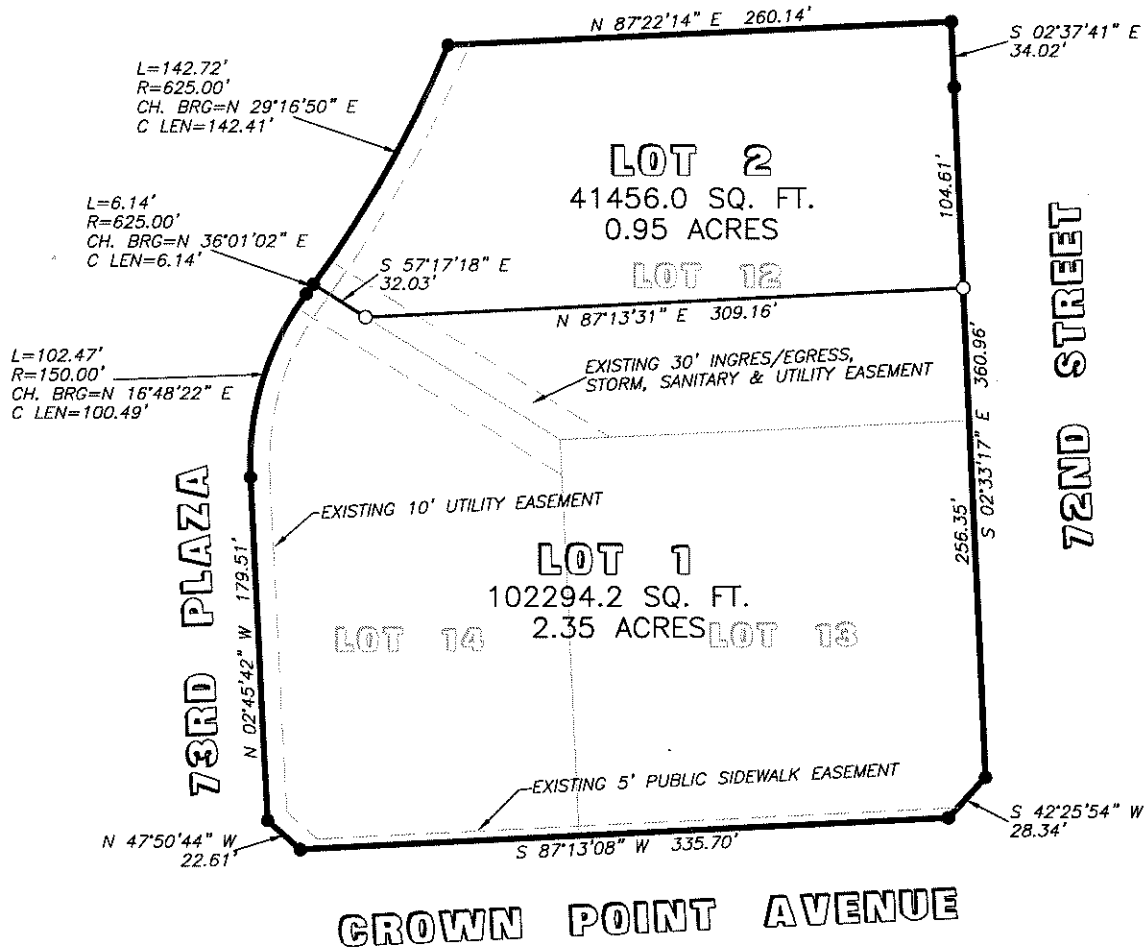 N 87°22'14" E 260.14'
S 02°37'41" E
34.02'
L=142.72'
R=625.00'
CH. BRG=N 29°16'50" E
C LEN=142.41'
LOT 2
41456.0 SQ. FT.
0.95 ACRES
104.61'
L=6.14'
R=625.00'
CH. BRG=N 36°01'02" E
C LEN=6.14'
S 57°17'18" E
32.03'
LOT 12
N 87°13'31" E 309.16'
72ND STREET
L=102.47'
R=150.00'
CH. BRG=N 16°48'22" E
C LEN=100.49'
EXISTING 30' INGRES/EGRESS,
STORM, SANITARY & UTILITY EASEMENT
S 02°33'17" E 360.96'
256.35'
EXISTING 10' UTILITY EASEMENT
73RD PLAZA
N 02°45'42" W 179.51'
LOT 1
102294.2 SQ. FT.
2.35 ACRES
LOT 14
LOT 13
EXISTING 5' PUBLIC SIDEWALK EASEMENT
N 47°50'44" W
22.61'
S 87°13'08" W 335.70'
S 42°25'54" W
28.34'
CROWN POINT AVENUE